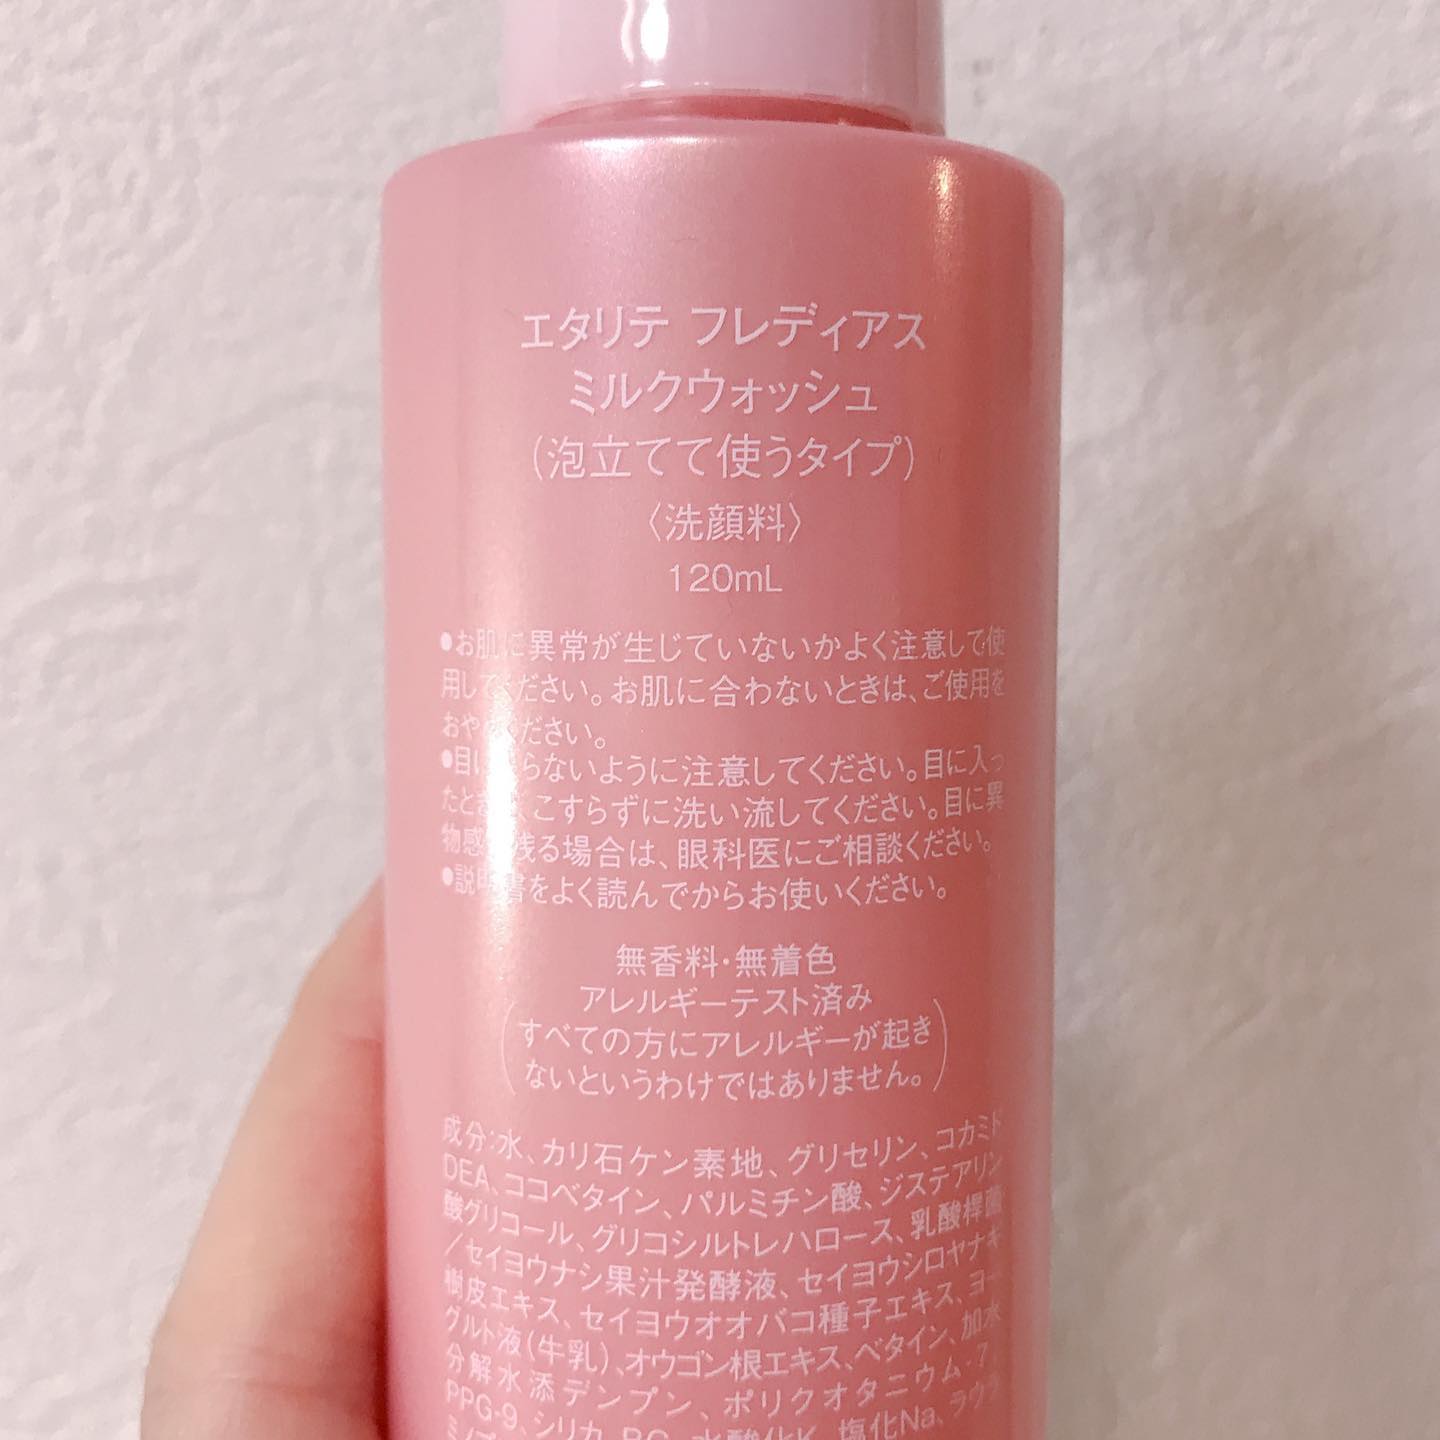 エタリテ フレディアス
ミルクウォッシュ
(泡立てて使うタイプ)
〈洗顔料〉
120mL
●お肌に異常が生じていないかよく注意して使
用してください。お肌に合わないときは、ご使用を
おやめください。
●目に入らないように注意してください。目に入っ
たときは、こすらずに洗い流してください。目に異
物感が残る場合は、眼科医にご相談ください。
●説明書をよく読んでからお使いください。
無香料・無着色
アレルギーテスト済み
(すべての方にアレルギーが起き
ないというわけではありません。)
成分:水、カリ石ケン素地、グリセリン、コカミド
DEA、ココベタイン、パルミチン酸、ジステアリン
酸グリコール、グリコシルトレハロース、乳酸桿菌
/セイヨウナシ果汁発酵液、セイヨウシロヤナギ
樹皮エキス、セイヨウオオバコ種子エキス、ヨー
グルト液(牛乳)、オウゴン根エキス、ベタイン、加水
分解水添デンプン、ポリクオタニウム-7、
PPG-9、シリカ、BG、水酸化K、塩化Na、ラウラ